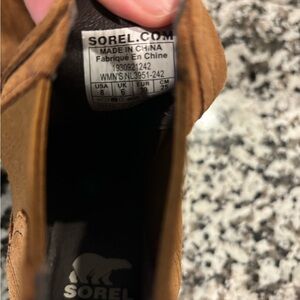 SOREL.COM
MADE IN CHINA
Fabriqué En Chine
1930921242
WMN'S NL3951-242
USA UK EUR CM
8 6 39 25
SOREL